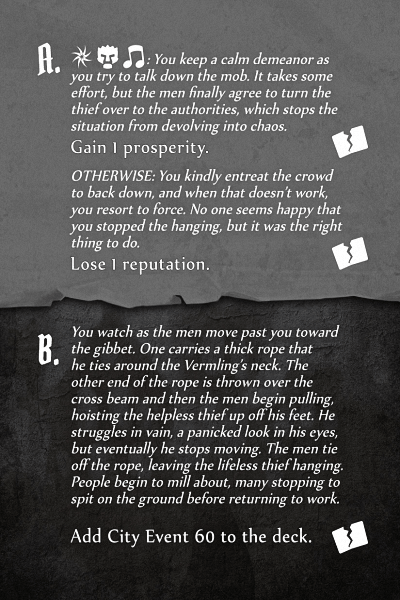 A. : You keep a calm demeanor as
you try to talk down the mob. It takes some
effort, but the men finally agree to turn the
thief over to the authorities, which stops the
situation from devolving into chaos.
Gain 1 prosperity.
OTHERWISE: You kindly entreat the crowd
to back down, and when that doesn't work,
you resort to force. No one seems happy that
you stopped the hanging, but it was the right
thing to do.
Lose 1 reputation.
B. You watch as the men move past you toward
the gibbet. One carries a thick rope that
he ties around the Vermling's neck. The
other end of the rope is thrown over the
cross beam and then the men begin pulling,
hoisting the helpless thief up off his feet. He
struggles in vain, a panicked look in his eyes,
but eventually he stops moving. The men tie
off the rope, leaving the lifeless thief hanging.
People begin to mill about, many stopping to
spit on the ground before returning to work.
Add City Event 60 to the deck.